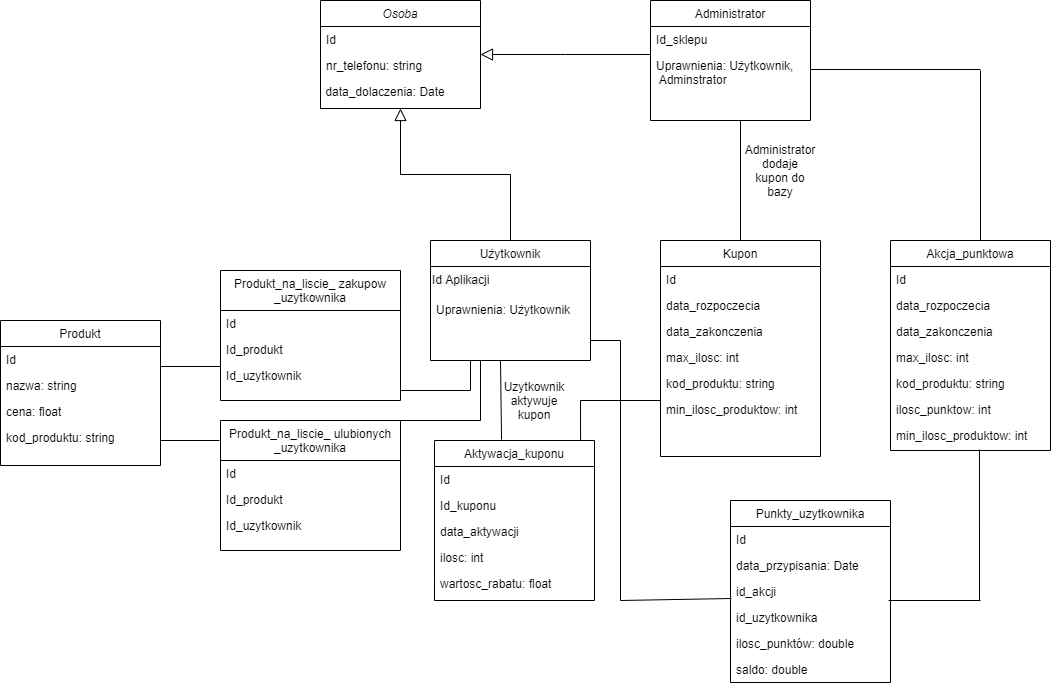 Osoba
Id
nr_telefonu: string
data_dolaczenia: Date
Administrator
Id_sklepu
Uprawnienia: Użytkownik,
Adminstrator
Administrator
dodaje
kupon do
bazy
Użytkownik
Id Aplikacji
Uprawnienia: Użytkownik
Kupon
Id
data_rozpoczecia
data_zakonczenia
max_ilosc: int
kod_produktu: string
min_ilosc_produktow: int
Akcja_punktowa
Id
data_rozpoczecia
data_zakonczenia
max_ilosc: int
kod_produktu: string
ilosc_punktow: int
min_ilosc_produktow: int
Produkt_na_liscie_ zakupow
_uzytkownika
Id
Id_produkt
Id_uzytkownik
Produkt
Id
nazwa: string
cena: float
kod_produktu: string
Uzytkownik
aktywuje
kupon
Produkt_na_liscie_ ulubionych
_uzytkownika
Id
Id_produkt
Id_uzytkownik
Aktywacja_kuponu
Id
Id_kuponu
data_aktywacji
ilosc: int
wartosc_rabatu: float
Punkty_uzytkownika
Id
data_przypisania: Date
id_akcji
id_uzytkownika
ilosc_punktów: double
saldo: double